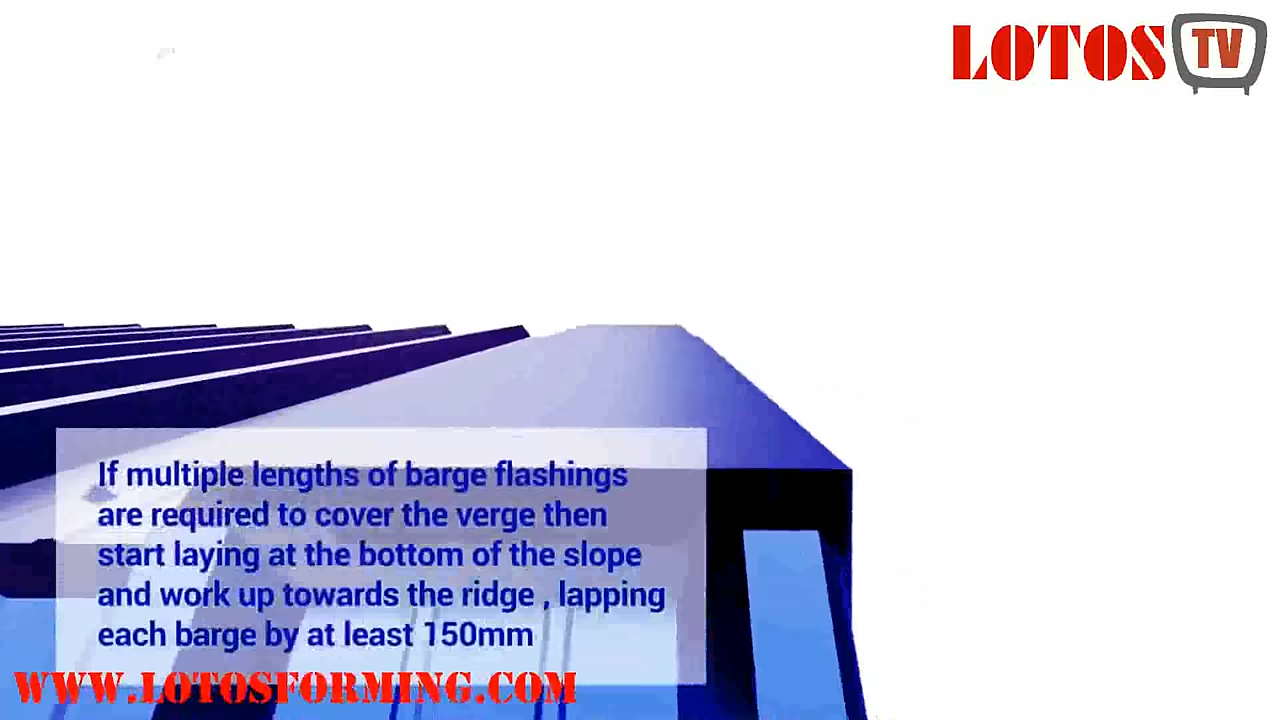 LOTOS TV
If multiple lengths of barge flashings
are required to cover the verge then
start laying at the bottom of the slope
and work up towards the ridge , lapping
each barge by at least 150mm
WWW.LOTOSFORMING.COM